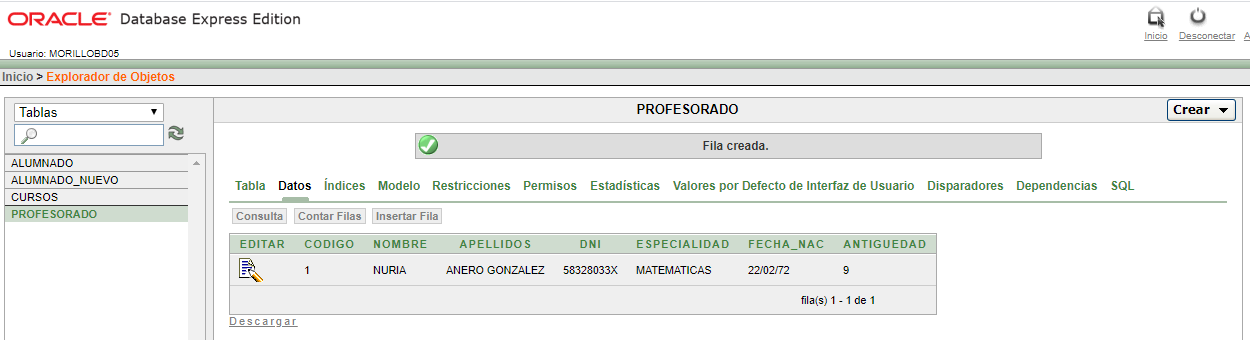 ORACLE® Database Express Edition
Inicio Desconectar A
Usuario: MORILLOBD05
Inicio > Explorador de Objetos
Tablas
PROFESORADO
Crear
Fila creada.
ALUMNADO
ALUMNADO_NUEVO
CURSOS
PROFESORADO
Tabla Datos Índices Modelo Restricciones Permisos Estadísticas Valores por Defecto de Interfaz de Usuario Disparadores Dependencias SQL
Consulta Contar Filas Insertar Fila
EDITAR CODIGO NOMBRE APELLIDOS DNI ESPECIALIDAD FECHA_NAC ANTIGUEDAD
1 NURIA ANERO GONZALEZ 58328033X MATEMATICAS 22/02/72 9
fila(s) 1 - 1 de 1
Descargar